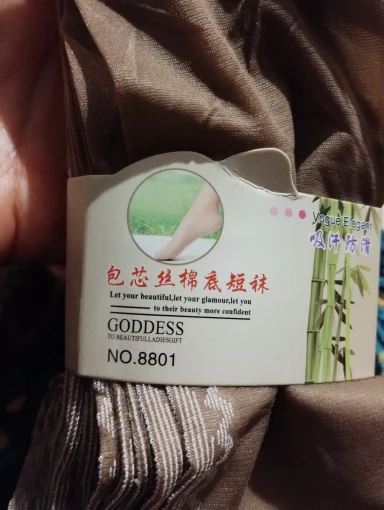 Vogue Elegant
吸汗防滑
包芯丝棉底短袜
Let your beautiful,let your glamour,let you
to their beauty more confident
GODDESS
TO BEAUTIFULLADIESGIFT
NO.8801